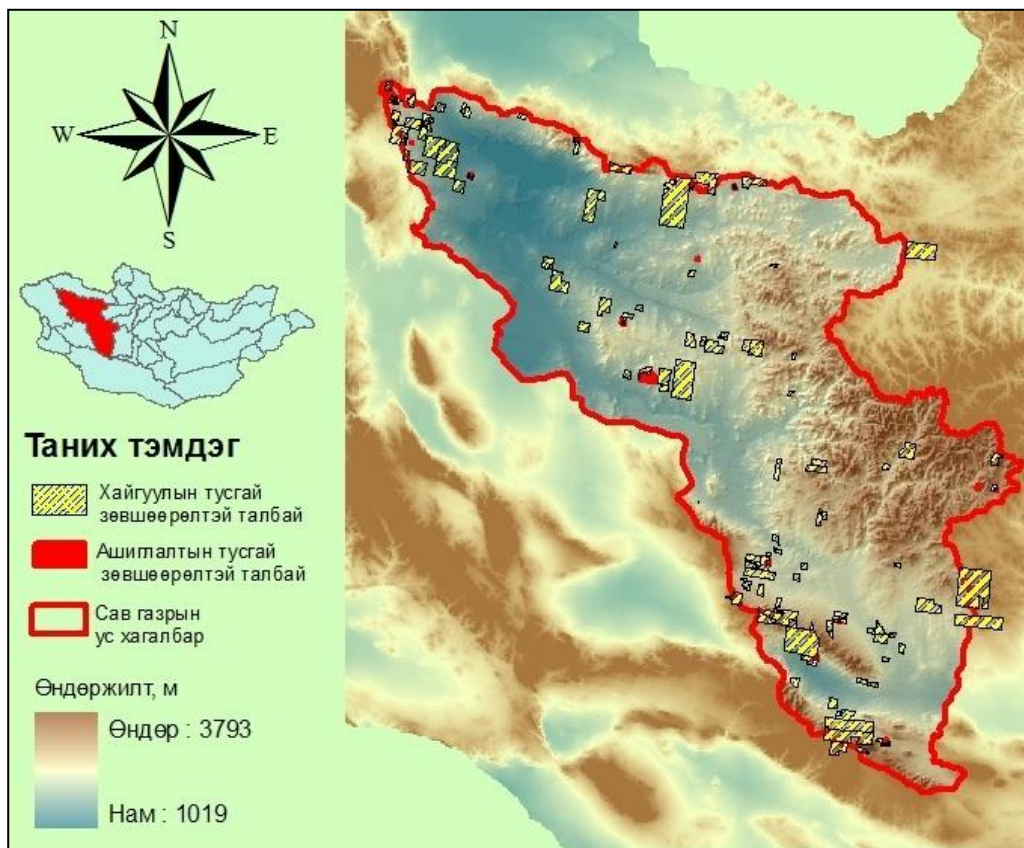 N
W
E
S
Таних тэмдэг
Хайгуулын тусгай
зөвшөөрөлтэй талбай
Ашиглалтын тусгай
зөвшөөрөлтэй талбай
Сав газрын
ус хагалбар
Өндөржилт, м
Өндөр : 3793
Нам : 1019